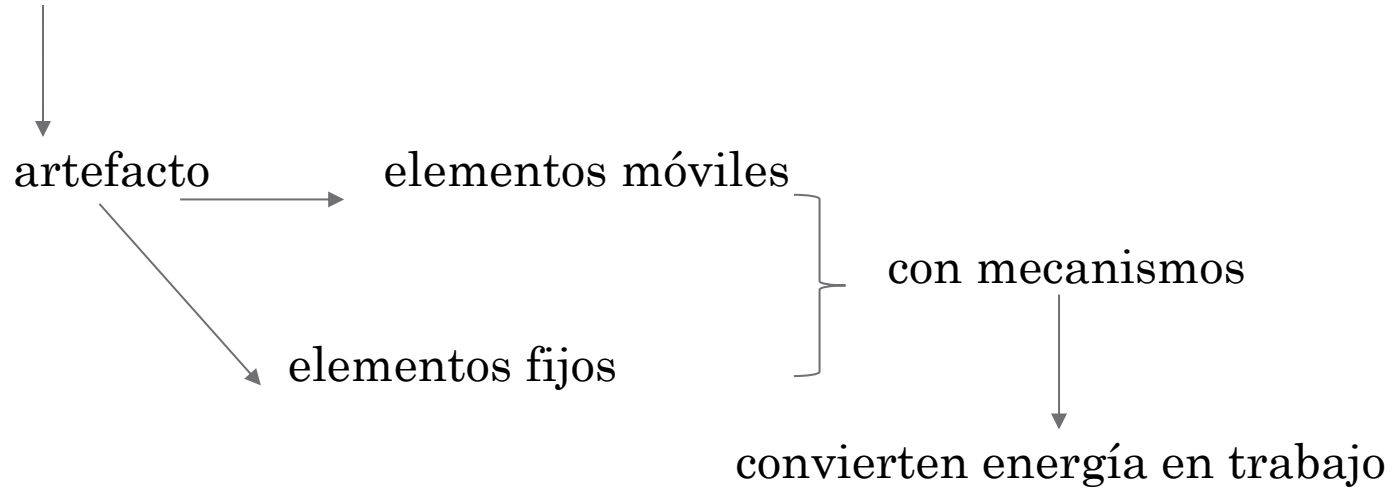 artefacto
elementos móviles
con mecanismos
elementos fijos
convierten energía en trabajo